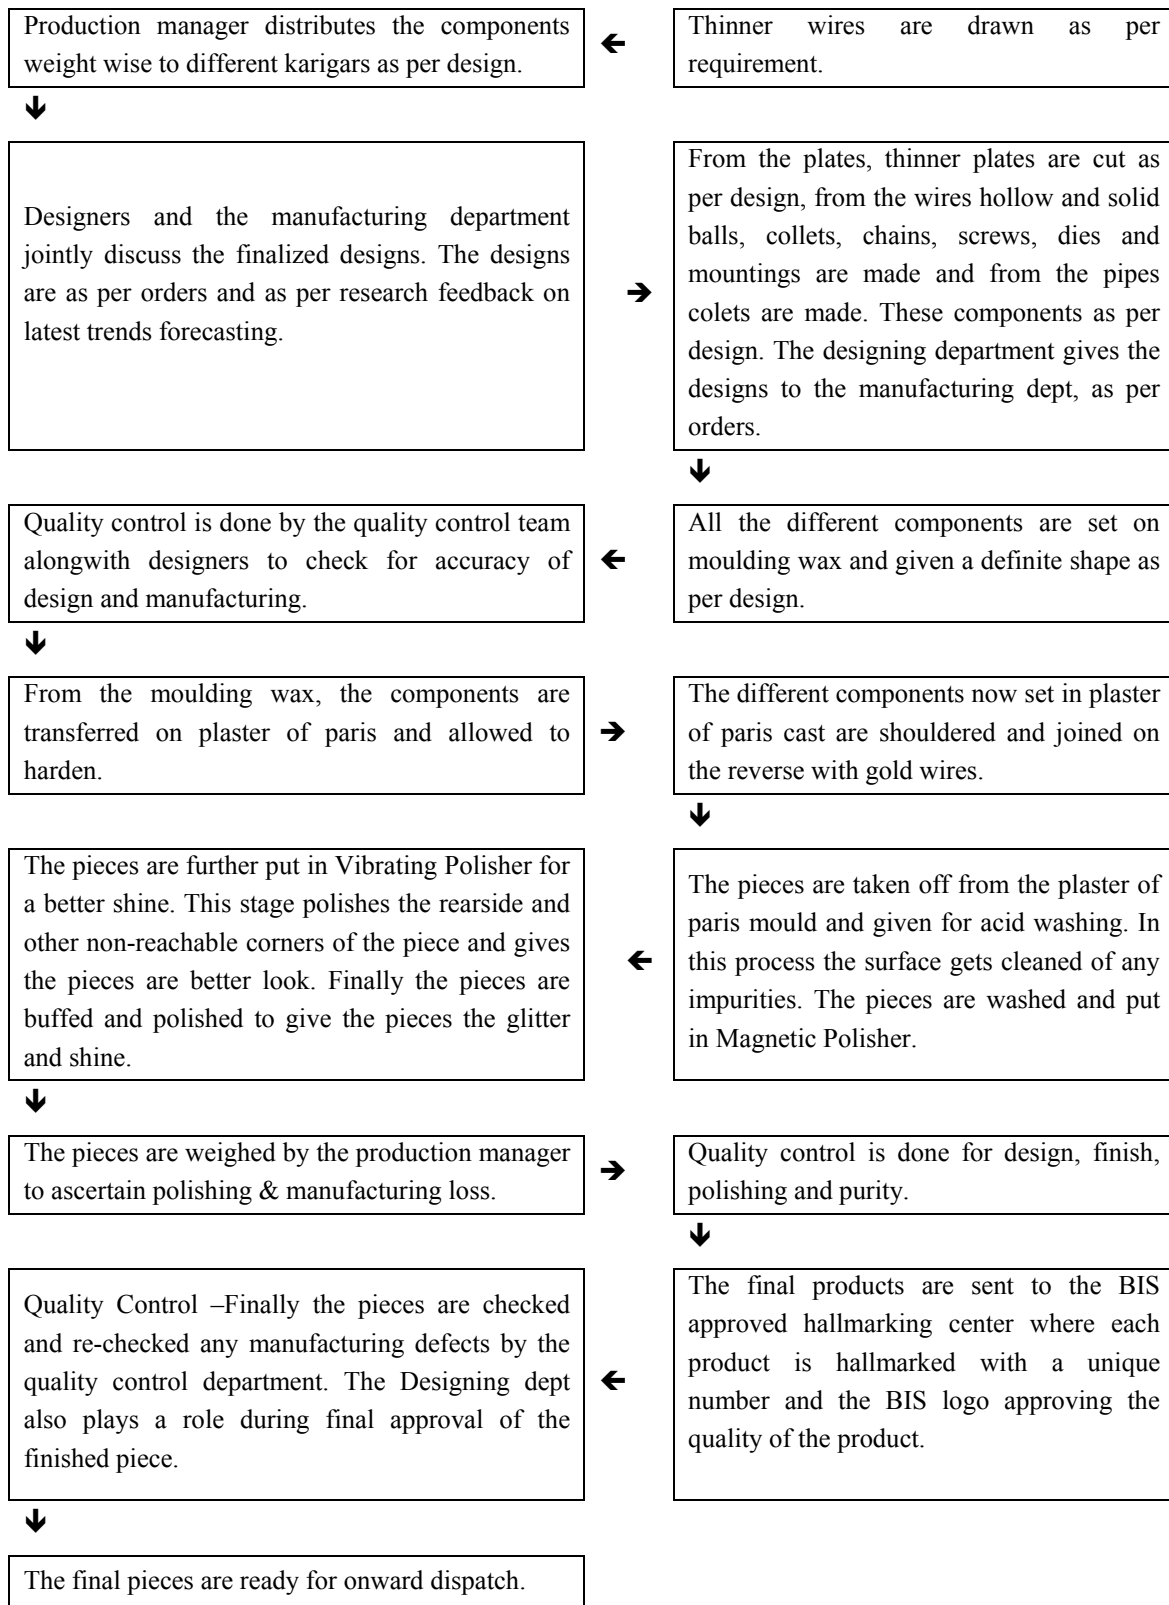 Production manager distributes the components
weight wise to different karigars as per design.
🡸
Thinner wires are drawn as per
requirement.
🡻
Designers and the manufacturing department
jointly discuss the finalized designs. The designs
are as per orders and as per research feedback on
latest trends forecasting.
🡺
From the plates, thinner plates are cut as
per design, from the wires hollow and solid
balls, collets, chains, screws, dies and
mountings are made and from the pipes
colets are made. These components as per
design. The designing department gives the
designs to the manufacturing dept, as per
orders.
🡻
Quality control is done by the quality control team
alongwith designers to check for accuracy of
design and manufacturing.
🡸
All the different components are set on
moulding wax and given a definite shape as
per design.
🡻
From the moulding wax, the components are
transferred on plaster of paris and allowed to
harden.
🡺
The different components now set in plaster
of paris cast are shouldered and joined on
the reverse with gold wires.
🡻
The pieces are further put in Vibrating Polisher for
a better shine. This stage polishes the rearside and
other non-reachable corners of the piece and gives
the pieces are better look. Finally the pieces are
buffed and polished to give the pieces the glitter
and shine.
🡸
The pieces are taken off from the plaster of
paris mould and given for acid washing. In
this process the surface gets cleaned of any
impurities. The pieces are washed and put
in Magnetic Polisher.
🡻
The pieces are weighed by the production manager
to ascertain polishing & manufacturing loss.
🡺
Quality control is done for design, finish,
polishing and purity.
🡻
Quality Control –Finally the pieces are checked
and re-checked any manufacturing defects by the
quality control department. The Designing dept
also plays a role during final approval of the
finished piece.
🡸
The final products are sent to the BIS
approved hallmarking center where each
product is hallmarked with a unique
number and the BIS logo approving the
quality of the product.
🡻
The final pieces are ready for onward dispatch.